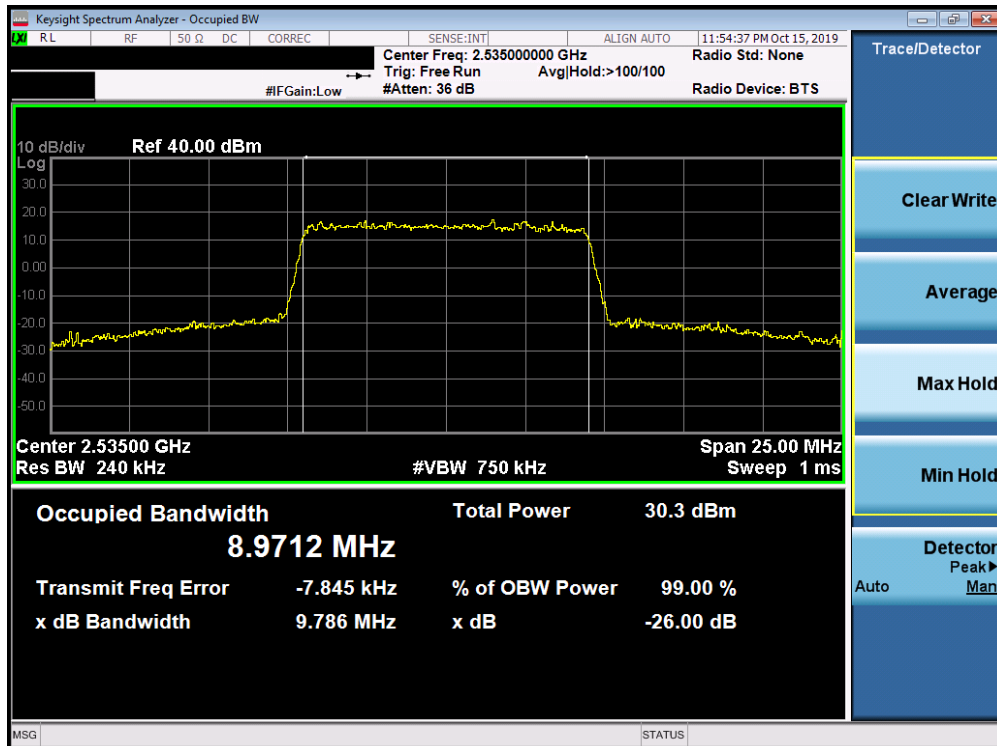 Keysight Spectrum Analyzer - Occupied BW
LXI RL RF 50 Ω DC CORREC SENSE:INT ALIGN AUTO 11:54:37 PM Oct 15, 2019
Center Freq: 2.535000000 GHz Radio Std: None
Trig: Free Run Avg|Hold:>100/100
#IFGain:Low #Atten: 36 dB Radio Device: BTS
10 dB/div Ref 40.00 dBm
Log
30.0
20.0
10.0
0.00
-10.0
-20.0
-30.0
-40.0
-50.0
Center 2.53500 GHz Span 25.00 MHz
Res BW 240 kHz #VBW 750 kHz Sweep 1 ms
Occupied Bandwidth Total Power 30.3 dBm
8.9712 MHz
Transmit Freq Error -7.845 kHz % of OBW Power 99.00 %
x dB Bandwidth 9.786 MHz x dB -26.00 dB
MSG STATUS
Trace/Detector
Clear Write
Average
Max Hold
Min Hold
Detector
Peak▶
Auto Man